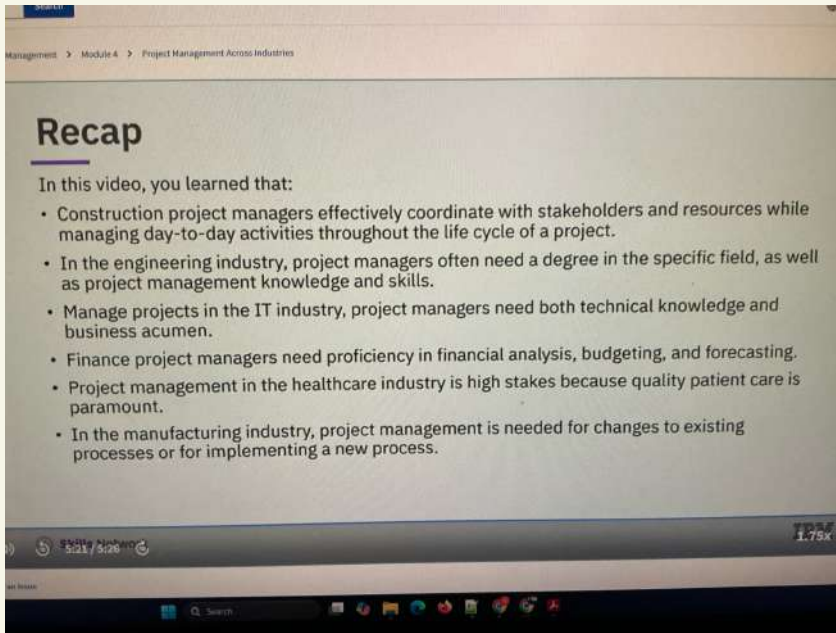 Search
Management > Module 4 > Project Management Across Industries
Recap
In this video, you learned that:
• Construction project managers effectively coordinate with stakeholders and resources while
managing day-to-day activities throughout the life cycle of a project.
• In the engineering industry, project managers often need a degree in the specific field, as well
as project management knowledge and skills.
• Manage projects in the IT industry, project managers need both technical knowledge and
business acumen.
• Finance project managers need proficiency in financial analysis, budgeting, and forecasting.
• Project management in the healthcare industry is high stakes because quality patient care is
paramount.
• In the manufacturing industry, project management is needed for changes to existing
processes or for implementing a new process.
Skills Network
5:21 / 5:26
IBM
1.75x
Search